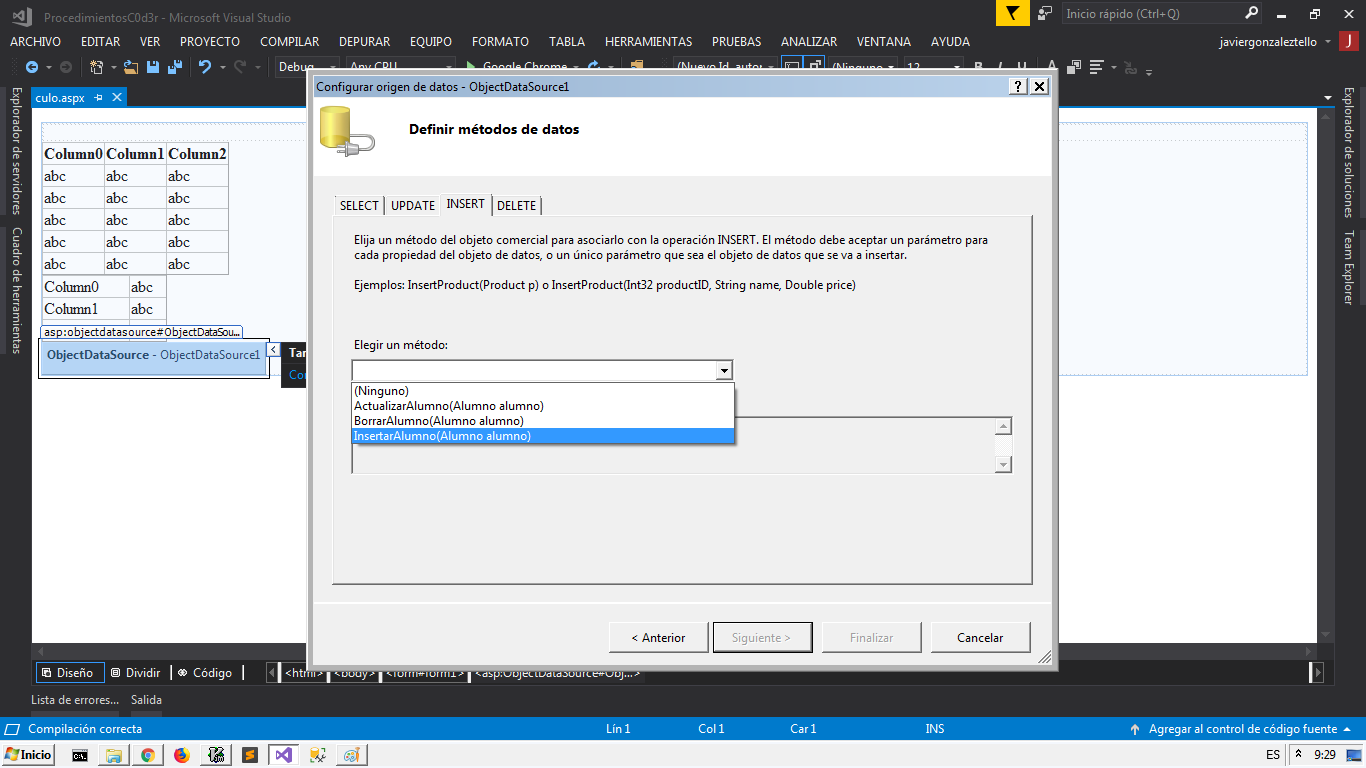 ProcedimientosC0d3r - Microsoft Visual Studio
Inicio rápido (Ctrl+Q)
ARCHIVO EDITAR VER PROYECTO COMPILAR DEPURAR EQUIPO FORMATO TABLA HERRAMIENTAS PRUEBAS ANALIZAR VENTANA AYUDA
javiergonzaleztello J
Debug Any CPU Google Chrome (Nuevo Id. autor (Ninguno 12
Explorador de servidores
Cuadro de herramientas
culo.aspx
Column0 Column1 Column2
abc abc abc
abc abc abc
abc abc abc
abc abc abc
abc abc abc
Column0 abc
Column1 abc
asp:objectdatasource#ObjectDataSou...
ObjectDataSource - ObjectDataSource1
Configurar origen de datos - ObjectDataSource1
Definir métodos de datos
SELECT UPDATE INSERT DELETE
Elija un método del objeto comercial para asociarlo con la operación INSERT. El método debe aceptar un parámetro para
cada propiedad del objeto de datos, o un único parámetro que sea el objeto de datos que se va a insertar.
Ejemplos: InsertProduct(Product p) o InsertProduct(Int32 productID, String name, Double price)
Elegir un método:
(Ninguno)
ActualizarAlumno(Alumno alumno)
BorrarAlumno(Alumno alumno)
InsertarAlumno(Alumno alumno)
< Anterior Siguiente > Finalizar Cancelar
Explorador de soluciones
Team Explorer
Diseño Dividir Código <html> <body> <form#form1> <asp:ObjectDataSource#Obj...>
Lista de errores... Salida
Compilación correcta Lín 1 Col 1 Car 1 INS Agregar al control de código fuente
Inicio ES 9:29